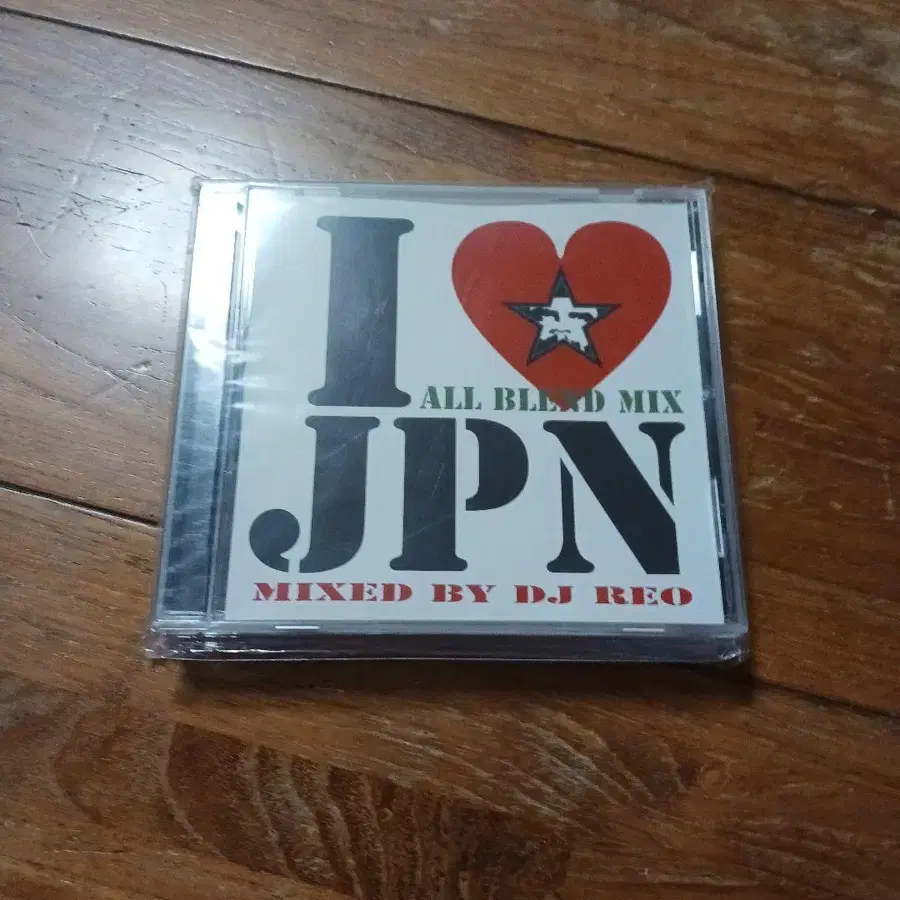 I
ALL BLEND MIX
JPN
MIXED BY DJ REO